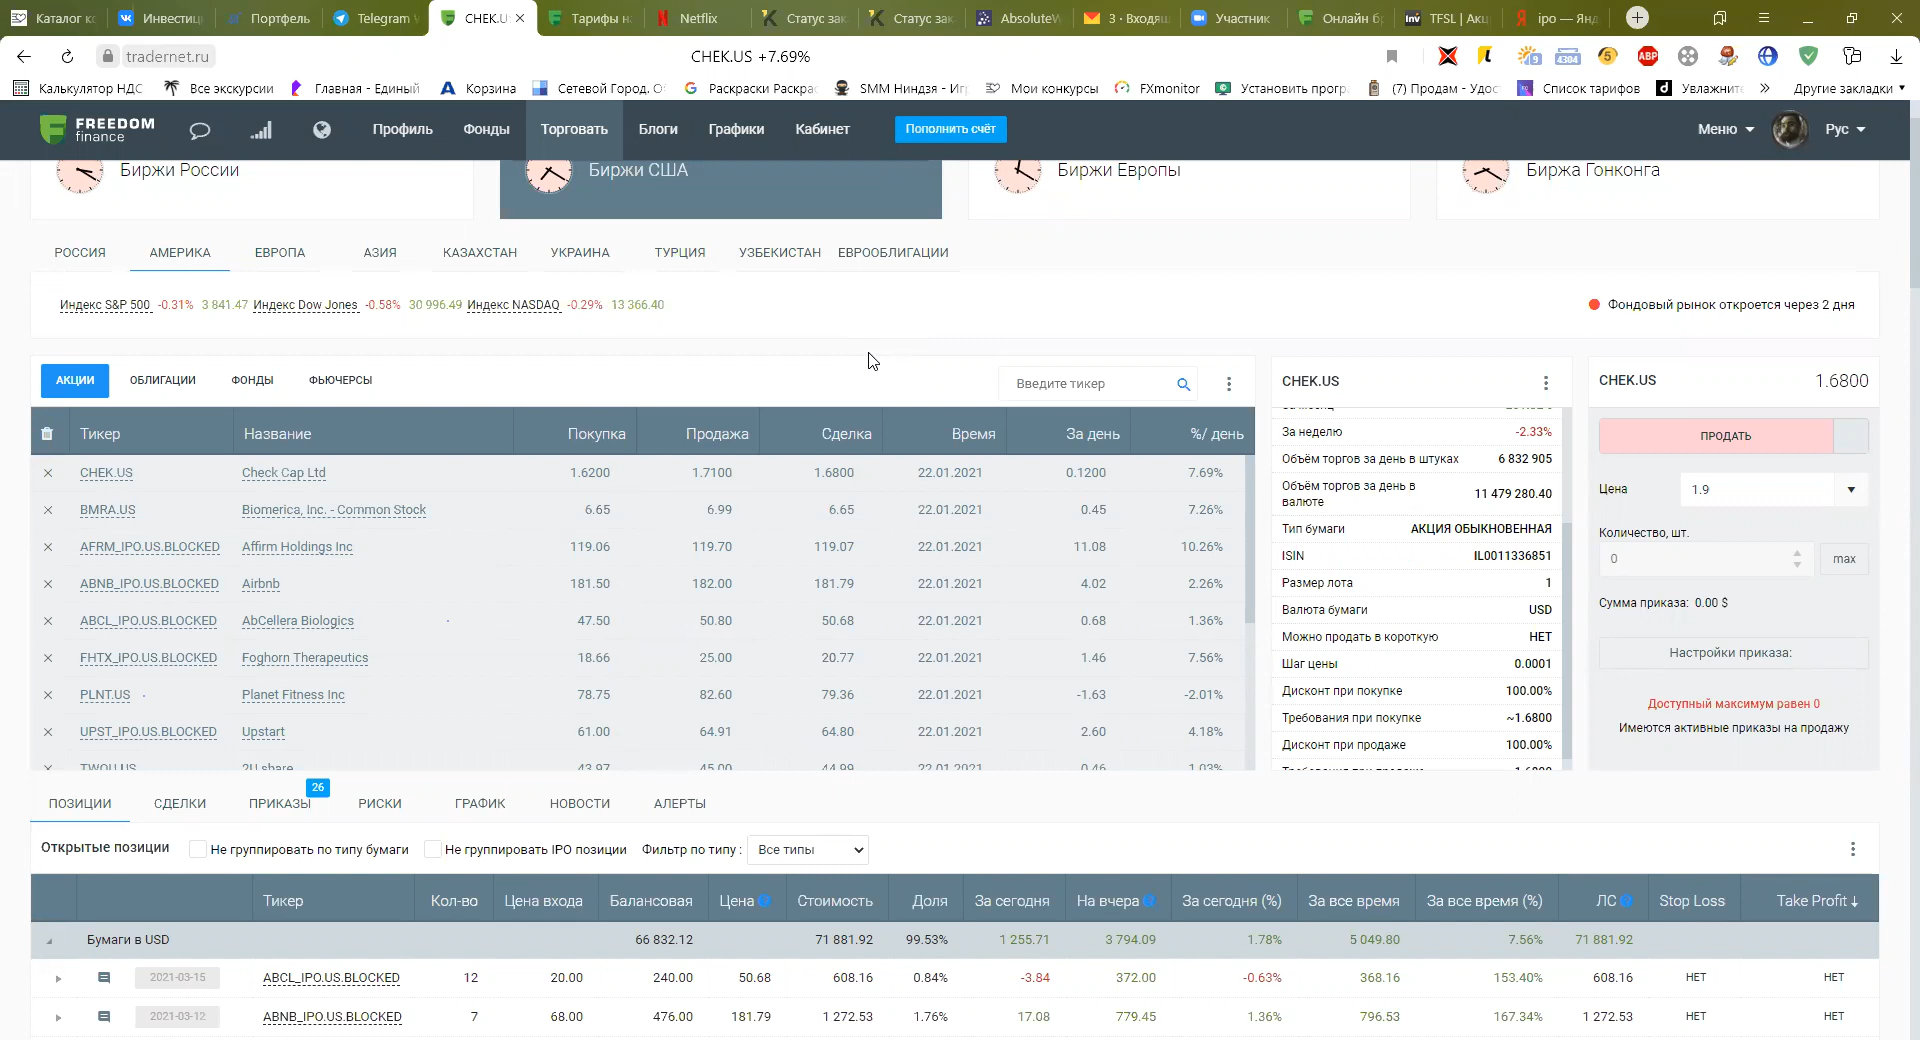 Каталог кс
Инвестици
Портфель
Telegram
CHEK.U
Тарифы н
Netflix
Статус зак
Статус зак
AbsoluteW
3 · Входящ
Участник
Онлайн б
TFSL | Акц
ipo — Янд
tradernet.ru
CHEK.US +7.69%
Калькулятор НДС
Все экскурсии
Главная - Единый
Корзина
Сетевой Город. О
Раскраски Раскрас
SMM Ниндзя - Иг
Мои конкурсы
FXmonitor
Установить прогр
(7) Продам - Удос
Список тарифов
Увлажните
Другие закладки
FREEDOM
finance
Профиль
Фонды
Торговать
Блоги
Графики
Кабинет
Пополнить счёт
Меню
Рус
Биржи России
Биржи США
Биржи Европы
Биржа Гонконга
РОССИЯ
АМЕРИКА
ЕВРОПА
АЗИЯ
КАЗАХСТАН
УКРАИНА
ТУРЦИЯ
УЗБЕКИСТАН
ЕВРООБЛИГАЦИИ
Индекс S&P 500 -0.31% 3 841.47 Индекс Dow Jones -0.58% 30 996.49 Индекс NASDAQ -0.29% 13 366.40
Фондовый рынок откроется через 2 дня
АКЦИИ
ОБЛИГАЦИИ
ФОНДЫ
ФЬЮЧЕРСЫ
Введите тикер
Тикер Название Покупка Продажа Сделка Время За день %/ день
CHEK.US Check Cap Ltd 1.6200 1.7100 1.6800 22.01.2021 0.1200 7.69%
BMRA.US Biomerica, Inc. - Common Stock 6.65 6.99 6.65 22.01.2021 0.45 7.26%
AFRM_IPO.US.BLOCKED Affirm Holdings Inc 119.06 119.70 119.07 22.01.2021 11.08 10.26%
ABNB_IPO.US.BLOCKED Airbnb 181.50 182.00 181.79 22.01.2021 4.02 2.26%
ABCL_IPO.US.BLOCKED AbCellera Biologics 47.50 50.80 50.68 22.01.2021 0.68 1.36%
FHTX_IPO.US.BLOCKED Foghorn Therapeutics 18.66 25.00 20.77 22.01.2021 1.46 7.56%
PLNT.US Planet Fitness Inc 78.75 82.60 79.36 22.01.2021 -1.63 -2.01%
UPST_IPO.US.BLOCKED Upstart 61.00 64.91 64.80 22.01.2021 2.60 4.18%
TWOU.US 2U share 43.97 45.00 44.99 22.01.2021 0.46 1.03%
CHEK.US
За неделю -2.33%
Объём торгов за день в штуках 6 832 905
Объём торгов за день в
валюте 11 479 280.40
Тип бумаги АКЦИЯ ОБЫКНОВЕННАЯ
ISIN IL0011336851
Размер лота 1
Валюта бумаги USD
Можно продать в короткую НЕТ
Шаг цены 0.0001
Дисконт при покупке 100.00%
Требования при покупке ~1.6800
Дисконт при продаже 100.00%
CHEK.US 1.6800
ПРОДАТЬ
Цена 1.9
Количество, шт.
0 max
Сумма приказа: 0.00 $
Настройки приказа:
Доступный максимум равен 0
Имеются активные приказы на продажу
ПОЗИЦИИ
СДЕЛКИ
ПРИКАЗЫ
26
РИСКИ
ГРАФИК
НОВОСТИ
АЛЕРТЫ
Открытые позиции
Не группировать по типу бумаги
Не группировать IPO позиции
Фильтр по типу : Все типы
Тикер Кол-во Цена входа Балансовая Цена Стоимость Доля За сегодня На вчера За сегодня (%) За все время За все время (%) ЛС Stop Loss Take Profit ↓
Бумаги в USD 66 832.12 71 881.92 99.53% 1 255.71 3 794.09 1.78% 5 049.80 7.56% 71 881.92
2021-03-15 ABCL_IPO.US.BLOCKED 12 20.00 240.00 50.68 608.16 0.84% -3.84 372.00 -0.63% 368.16 153.40% 608.16 НЕТ НЕТ
2021-03-12 ABNB_IPO.US.BLOCKED 7 68.00 476.00 181.79 1 272.53 1.76% 17.08 779.45 1.36% 796.53 167.34% 1 272.53 НЕТ НЕТ